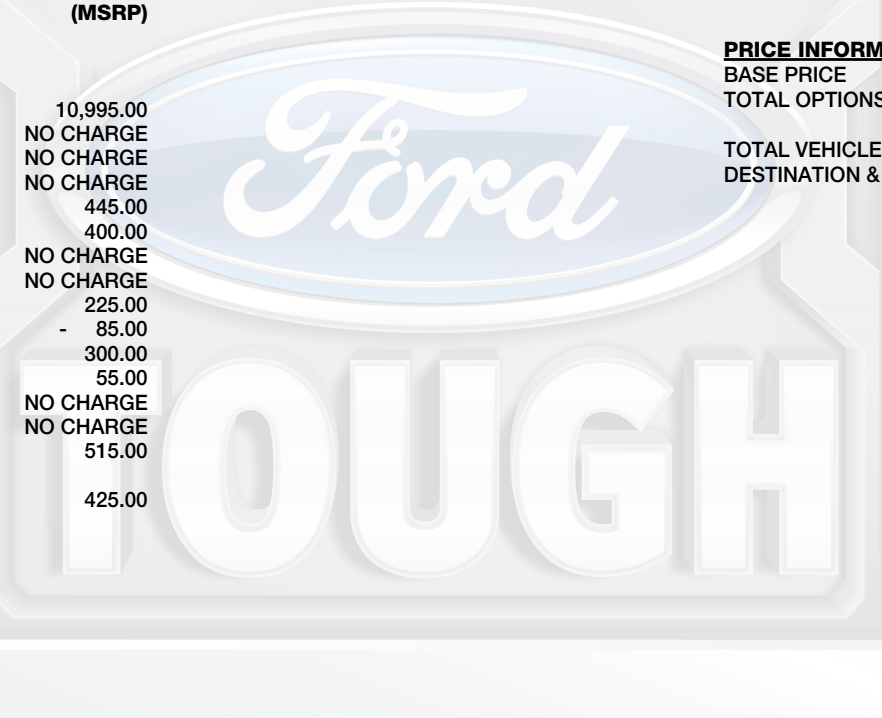 (MSRP)
10,995.00
NO CHARGE
NO CHARGE
NO CHARGE
445.00
400.00
NO CHARGE
NO CHARGE
225.00
- 85.00
300.00
55.00
NO CHARGE
NO CHARGE
515.00
425.00
PRICE INFORM
BASE PRICE
TOTAL OPTIONS
TOTAL VEHICLE
DESTINATION &
Ford
TOUGH